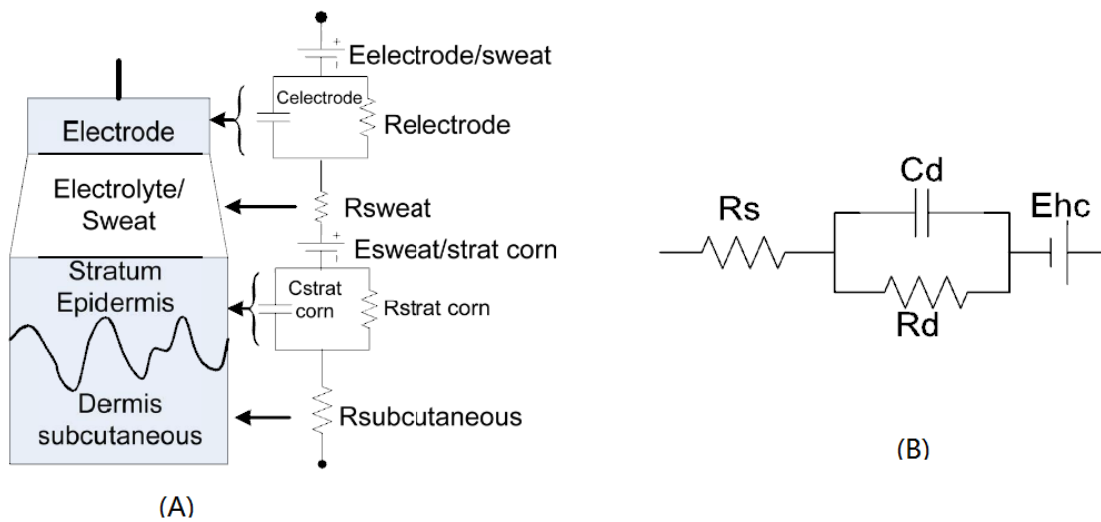 Eelectrode/sweat
Celectrode
Electrode
Relectrode
Electrolyte/
Sweat
Rsweat
Esweat/strat corn
Stratum
Epidermis
Cstrat
corn
Rstrat corn
Dermis
subcutaneous
Rsubcutaneous
(A)
Rs
Cd
Ehc
Rd
(B)